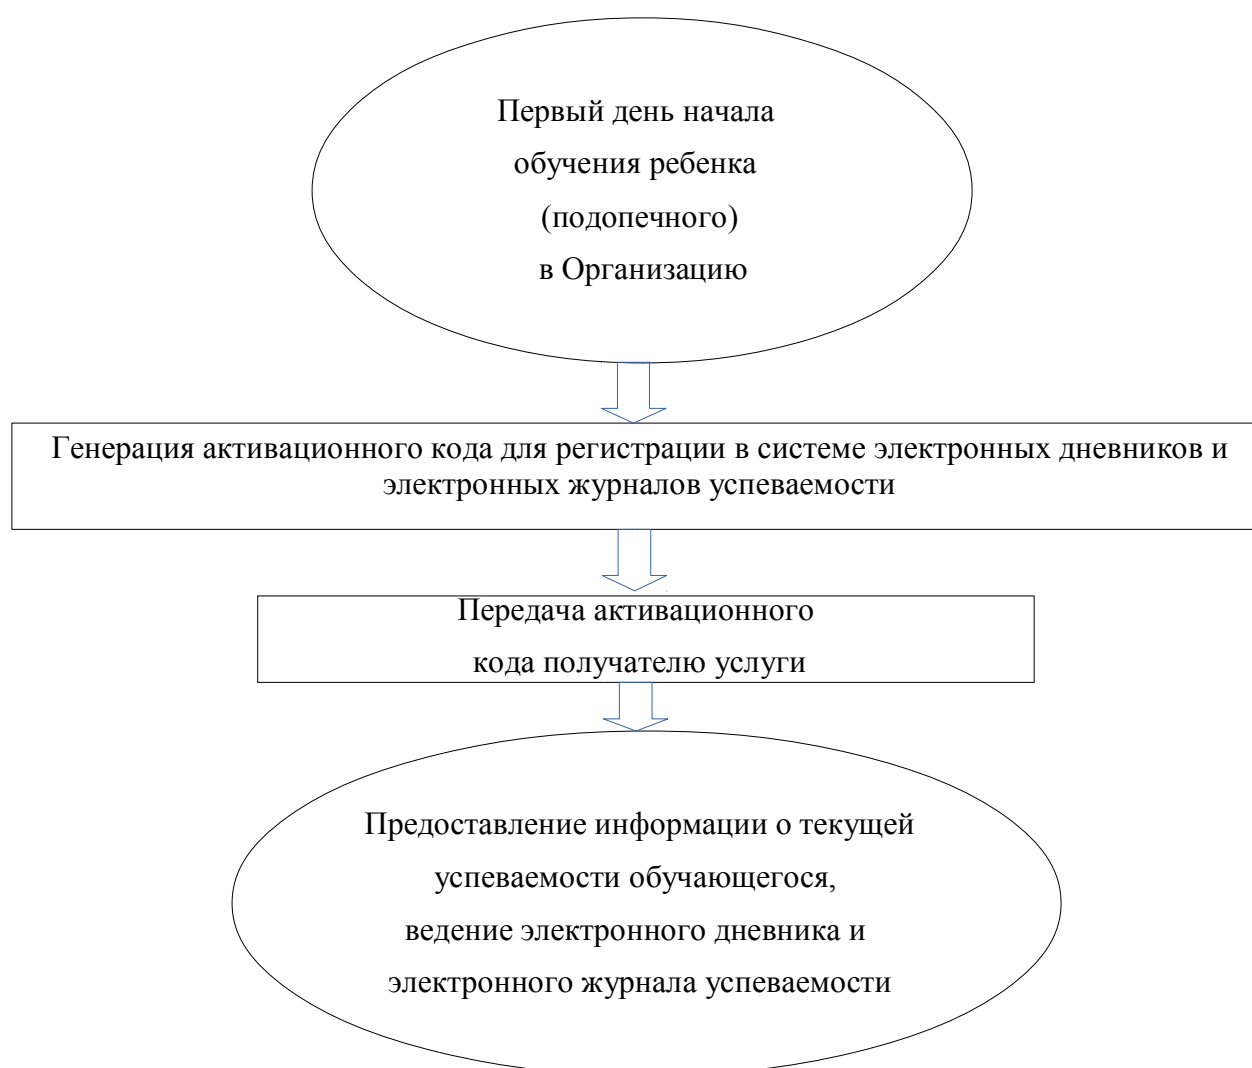 Первый день начала
обучения ребенка
(подопечного)
в Организацию
Генерация активационного кода для регистрации в системе электронных дневников и
электронных журналов успеваемости
Передача активационного
кода получателю услуги
Предоставление информации о текущей
успеваемости обучающегося,
ведение электронного дневника и
электронного журнала успеваемости